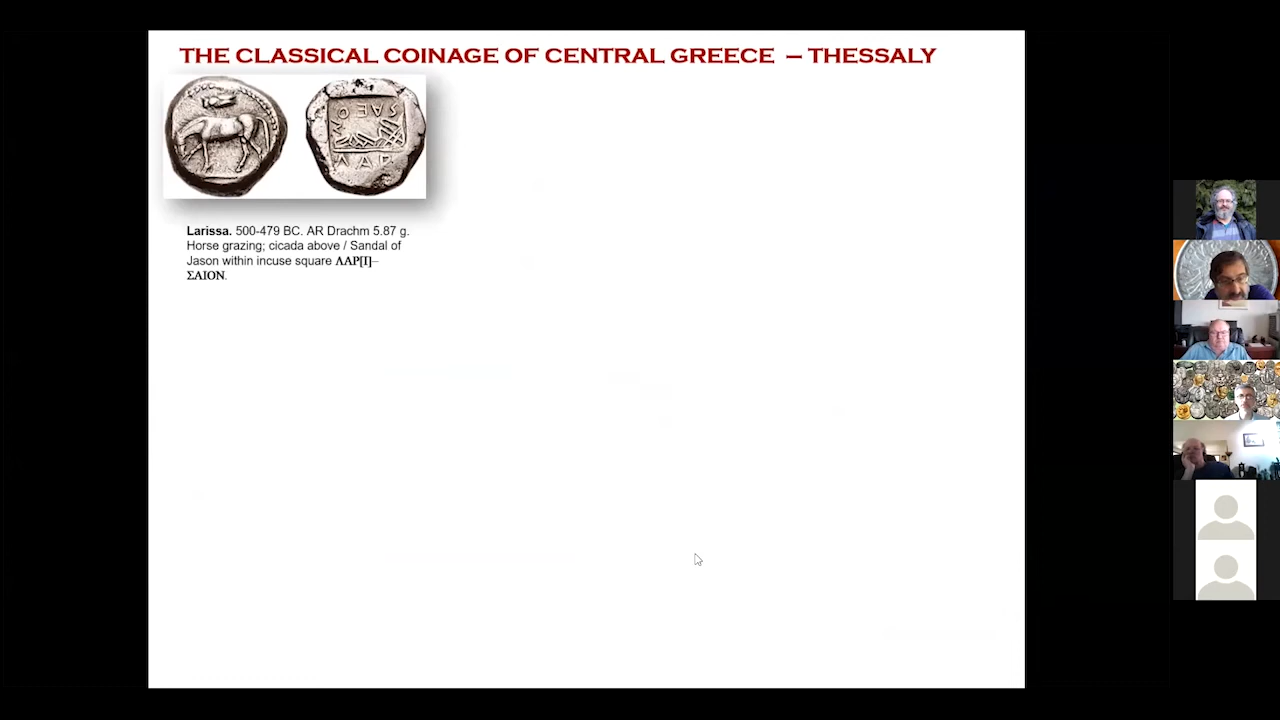 THE CLASSICAL COINAGE OF CENTRAL GREECE – THESSALY
Larissa. 500-479 BC. AR Drachm 5.87 g.
Horse grazing; cicada above / Sandal of
Jason within incuse square ΛΑΡ[Ι]–
ΣΑΙΟΝ.